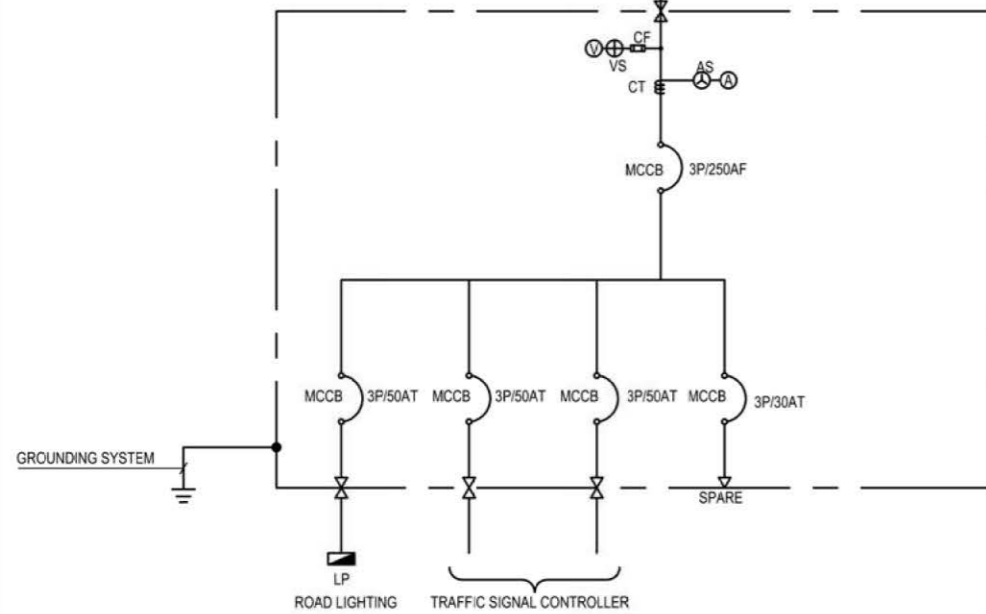 CF
V
VS
AS
A
CT
MCCB 3P/250AF
MCCB 3P/50AT MCCB 3P/50AT MCCB 3P/50AT MCCB 3P/30AT
GROUNDING SYSTEM
SPARE
LP
ROAD LIGHTING TRAFFIC SIGNAL CONTROLLER